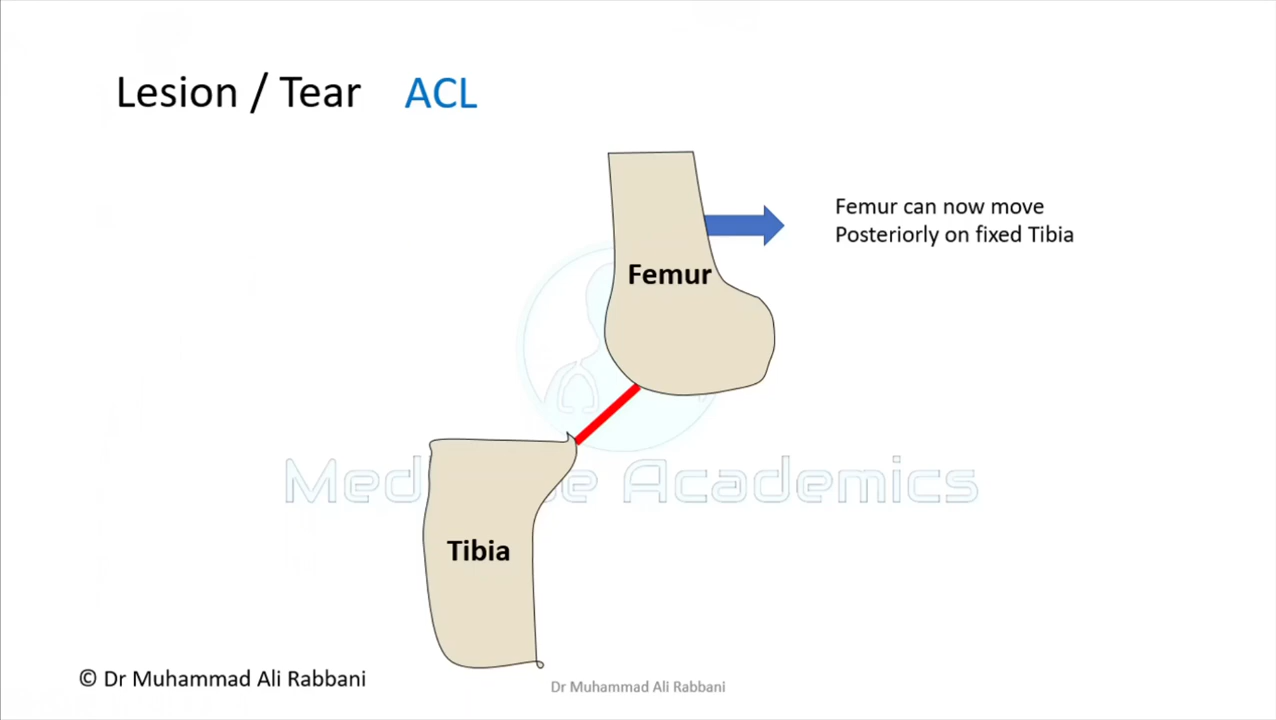 Lesion / Tear ACL
Femur can now move
Posteriorly on fixed Tibia
Femur
Academics
Tibia
© Dr Muhammad Ali Rabbani
Dr Muhammad Ali Rabbani